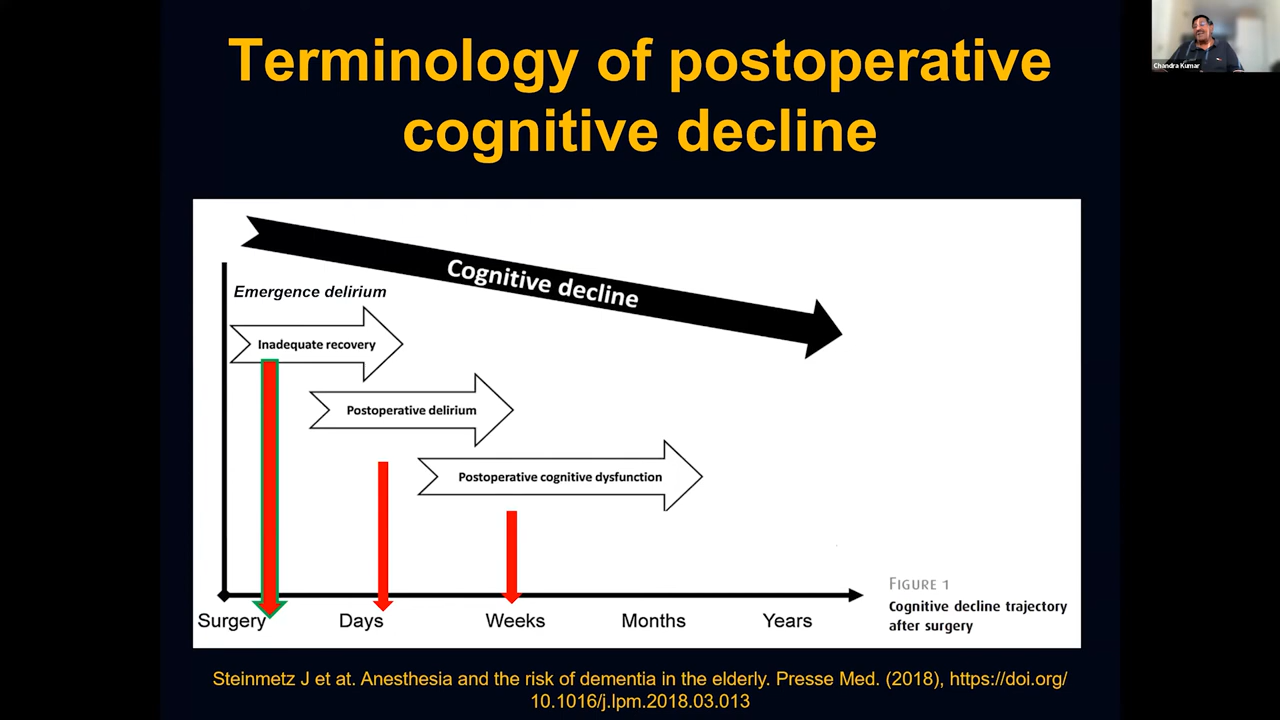 Terminology of postoperative
cognitive decline
Chandra Kumar
Cognitive decline
Emergence delirium
Inadequate recovery
Postoperative delirium
Postoperative cognitive dysfunction
Surgery
Days
Weeks
Months
Years
FIGURE 1
Cognitive decline trajectory
after surgery
Steinmetz J et at. Anesthesia and the risk of dementia in the elderly. Presse Med. (2018), https://doi.org/
10.1016/j.lpm.2018.03.013